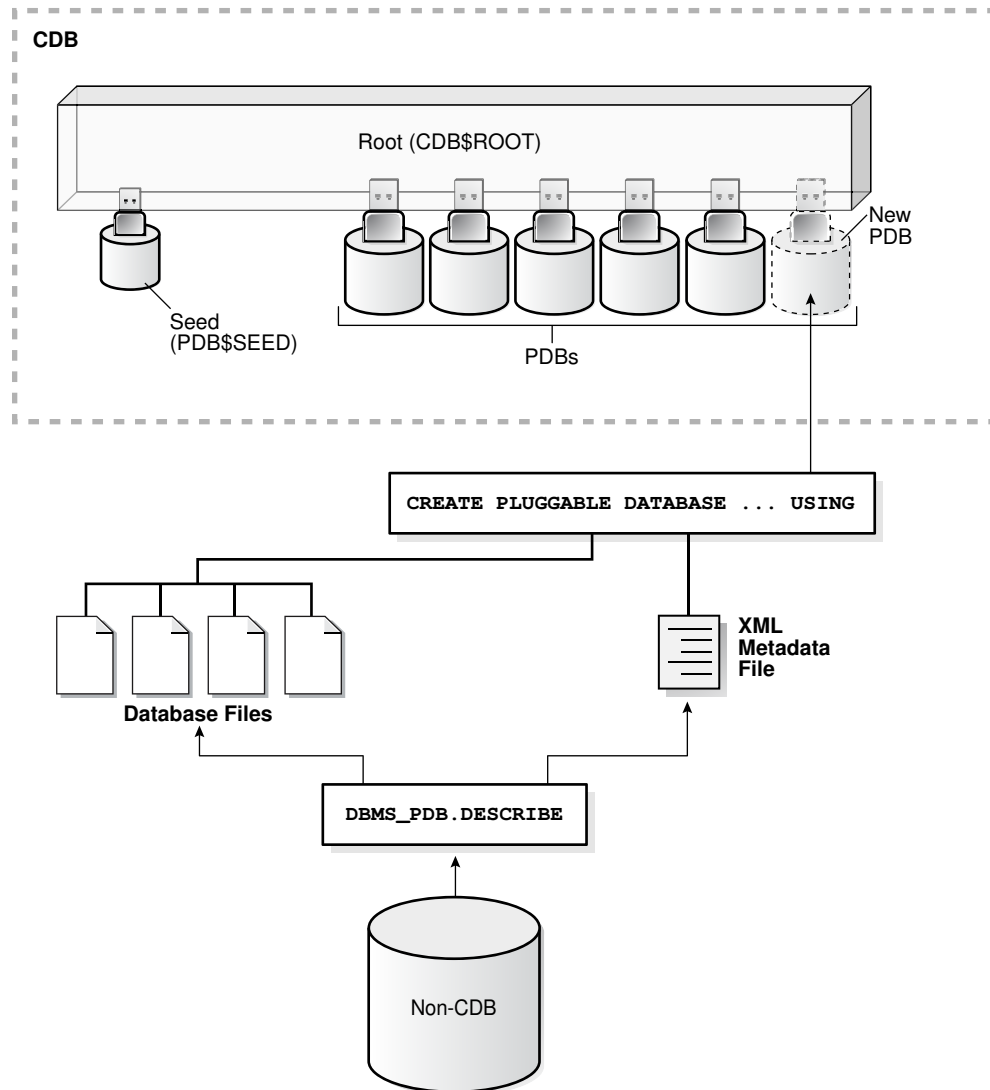 CDB
Root (CDB$ROOT)
New
PDB
Seed
(PDB$SEED)
PDBs
CREATE PLUGGABLE DATABASE ... USING
XML
Metadata
File
Database Files
DBMS_PDB.DESCRIBE
Non-CDB